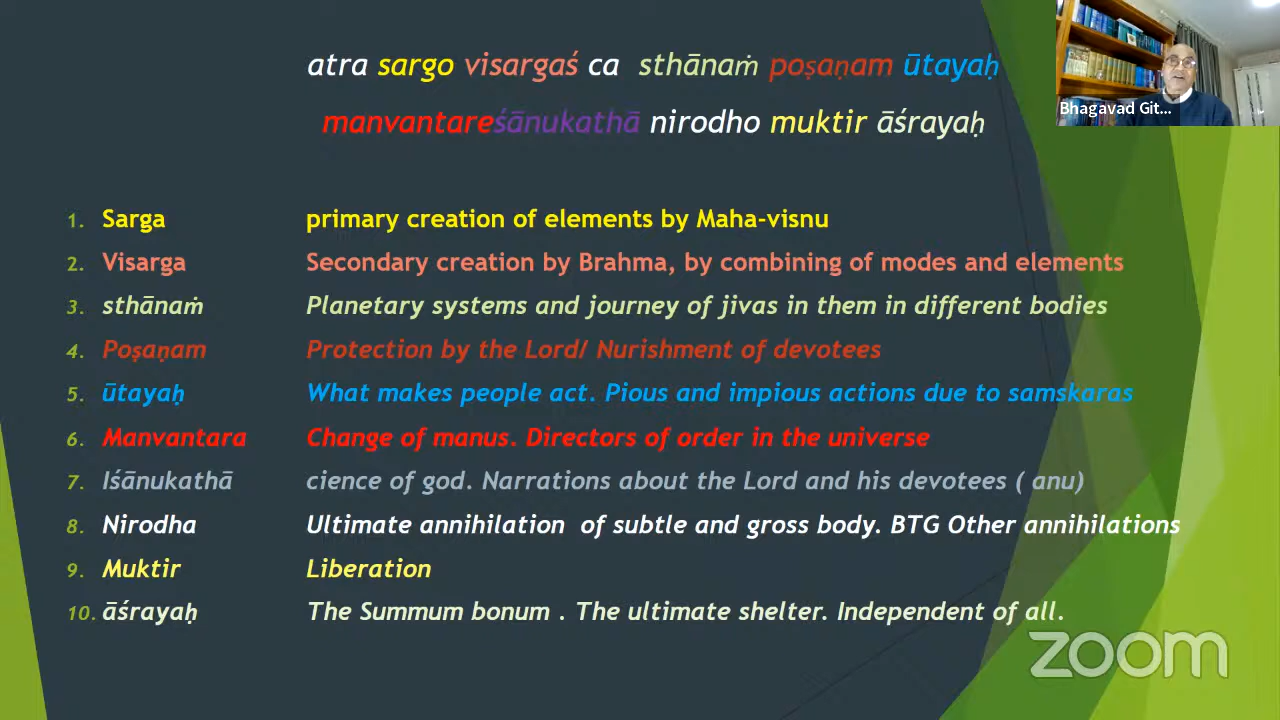 atra sargo visargaś ca sthānaṁ poṣaṇam ūtayaḥ
manvantareśānukathā nirodho muktir āśrayaḥ
Bhagavad Git...
1. Sarga primary creation of elements by Maha-visnu
2. Visarga Secondary creation by Brahma, by combining of modes and elements
3. sthānaṁ Planetary systems and journey of jivas in them in different bodies
4. Poṣaṇam Protection by the Lord/ Nurishment of devotees
5. ūtayaḥ What makes people act. Pious and impious actions due to samskaras
6. Manvantara Change of manus. Directors of order in the universe
7. Iśānukathā cience of god. Narrations about the Lord and his devotees ( anu)
8. Nirodha Ultimate annihilation of subtle and gross body. BTG Other annihilations
9. Muktir Liberation
10. āśrayaḥ The Summum bonum . The ultimate shelter. Independent of all.
zoom